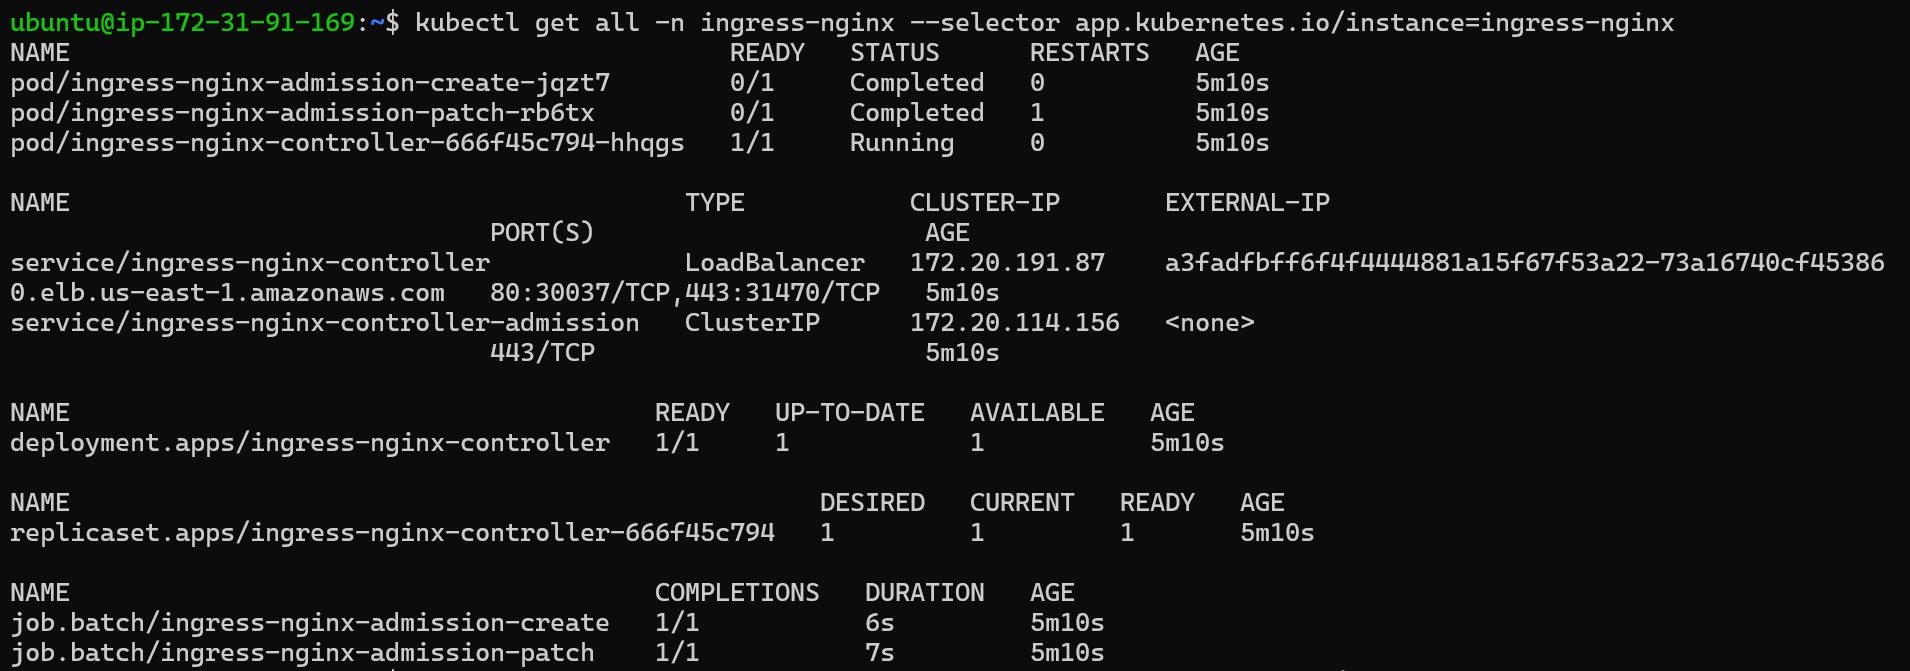 ubuntu@ip-172-31-91-169:~$ kubectl get all -n ingress-nginx --selector app.kubernetes.io/instance=ingress-nginx
NAME                                            READY   STATUS      RESTARTS   AGE
pod/ingress-nginx-admission-create-jqzt7        0/1     Completed   0          5m10s
pod/ingress-nginx-admission-patch-rb6tx         0/1     Completed   1          5m10s
pod/ingress-nginx-controller-666f45c794-hhqgs   1/1     Running     0          5m10s

NAME                                         TYPE           CLUSTER-IP       EXTERNAL-IP
                                PORT(S)                      AGE
service/ingress-nginx-controller             LoadBalancer   172.20.191.87    a3fadfbff6f4f4444881a15f67f53a22-73a16740cf45386
0.elb.us-east-1.amazonaws.com   80:30037/TCP,443:31470/TCP   5m10s
service/ingress-nginx-controller-admission   ClusterIP      172.20.114.156   <none>
                                443/TCP                      5m10s

NAME                                       READY   UP-TO-DATE   AVAILABLE   AGE
deployment.apps/ingress-nginx-controller   1/1     1            1           5m10s

NAME                                                  DESIRED   CURRENT   READY   AGE
replicaset.apps/ingress-nginx-controller-666f45c794   1         1         1       5m10s

NAME                                       COMPLETIONS   DURATION   AGE
job.batch/ingress-nginx-admission-create   1/1           6s         5m10s
job.batch/ingress-nginx-admission-patch    1/1           7s         5m10s